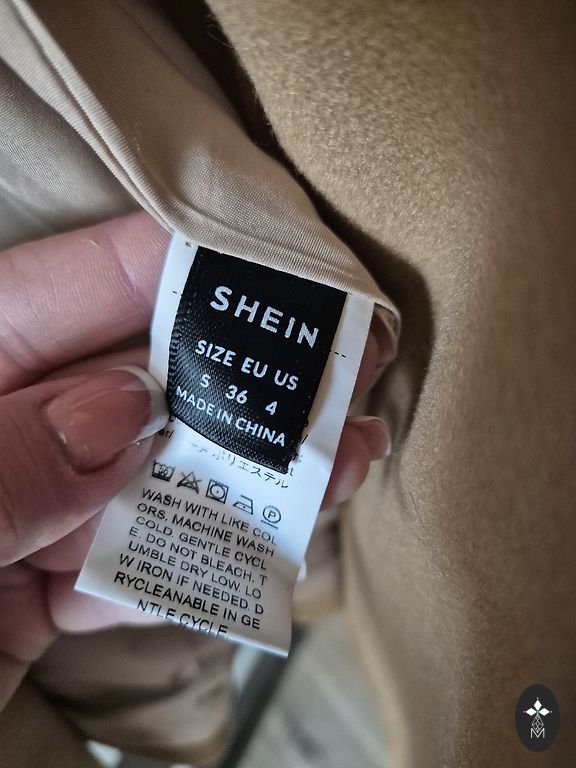 SHEIN
SIZE EU US
S 36 4
MADE IN CHINA
ポリエステル
WASH WITH LIKE COL
ORS, MACHINE WASH
COLD, GENTLE CYCL
E. DO NOT BLEACH. T
UMBLE DRY LOW. LO
W IRON IF NEEDED. D
RYCLEANABLE IN GE
NTLE CYCLE.